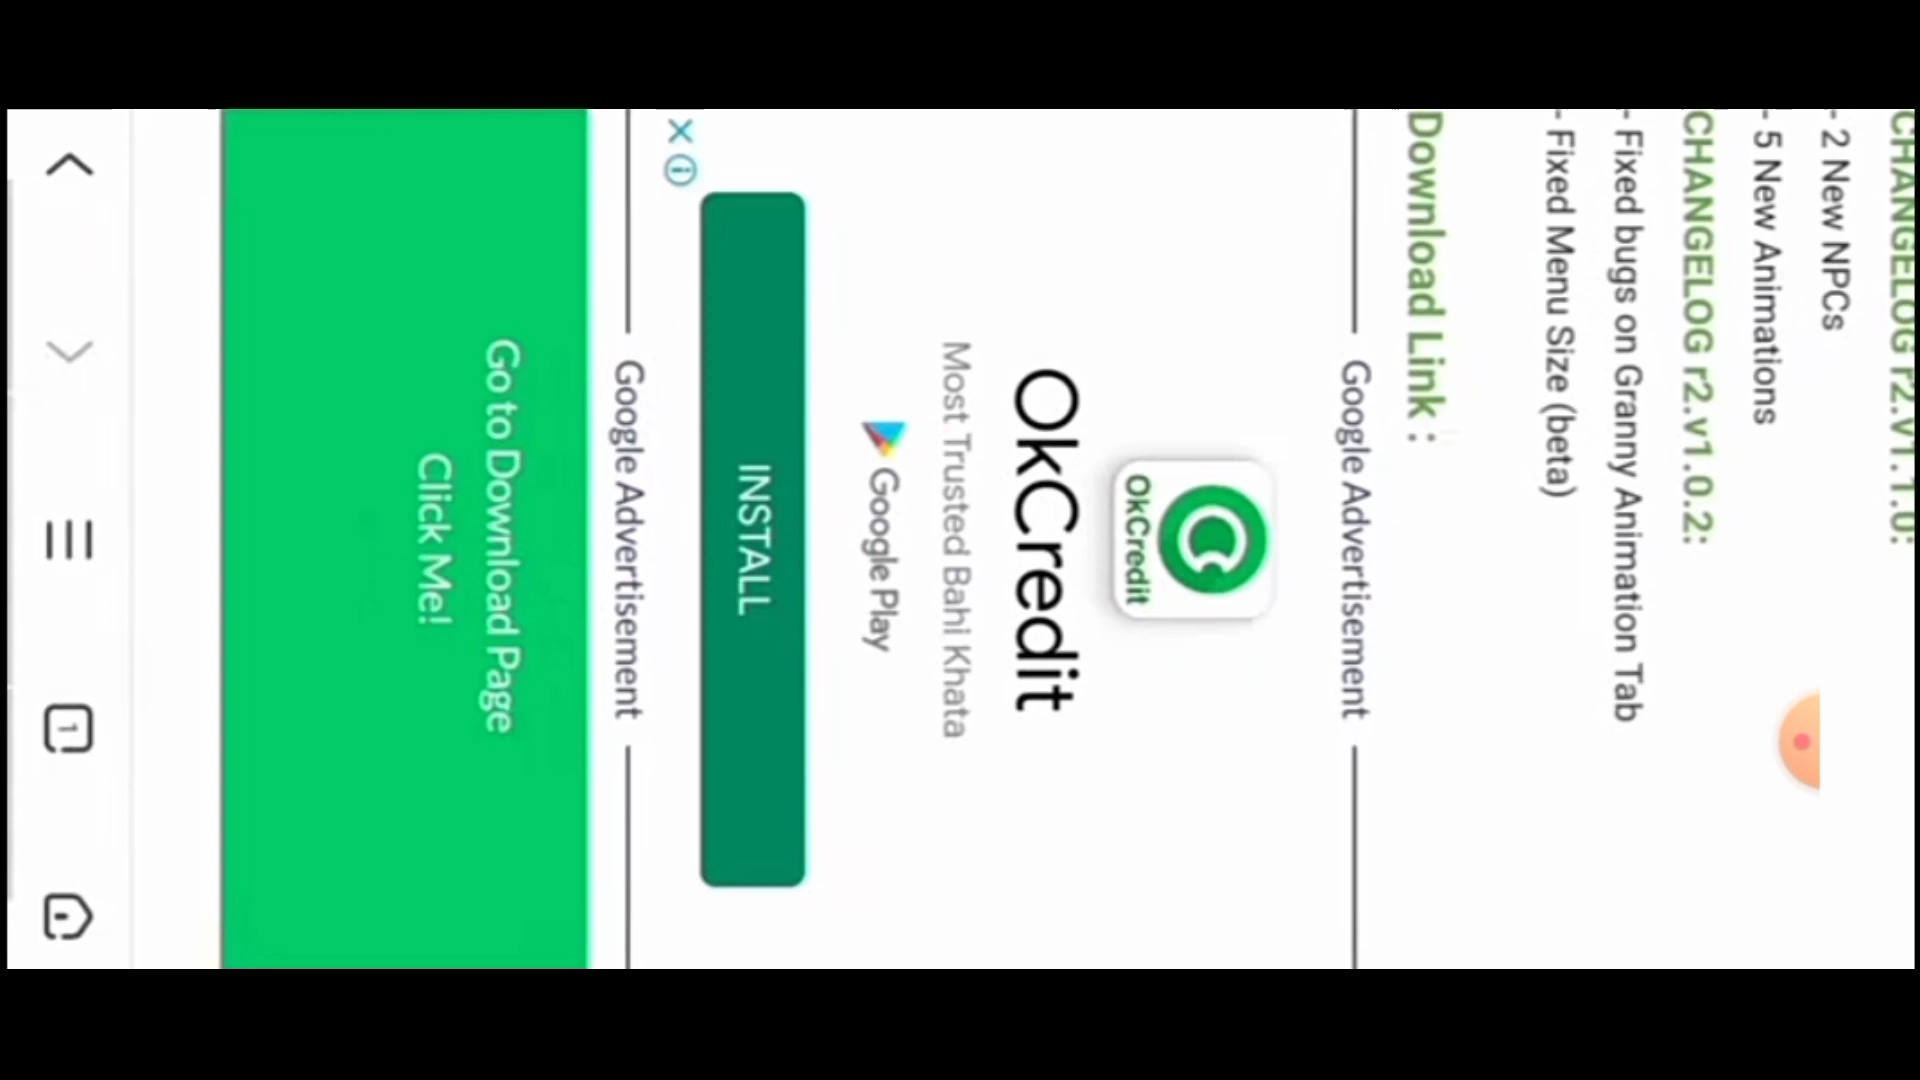 CHANGELOG r2.v1.1.0:
- 2 New NPCs
- 5 New Animations
CHANGELOG r2.v1.0.2:
- Fixed bugs on Granny Animation Tab
- Fixed Menu Size (beta)
Download Link :
Google Advertisement
OkCredit
OkCredit
Most Trusted Bahi Khata
Google Play
INSTALL
Google Advertisement
Go to Download Page
Click Me!
1